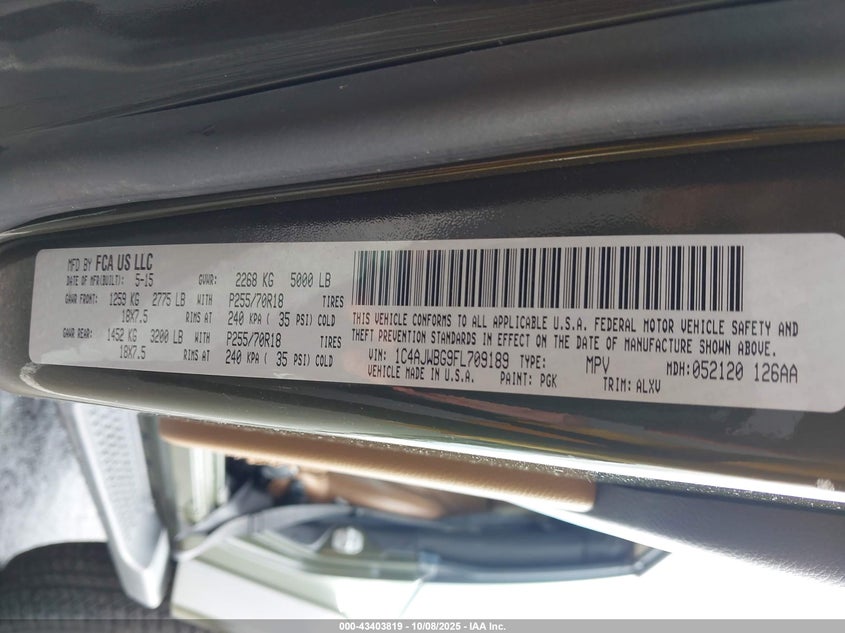 MFD BY FCA US LLC
DATE OF MFR(BUILT): 5-15 GVWR: 2268 KG 5000 LB
GAWR FRONT: 1259 KG 2775 LB WITH P255/70R18 TIRES
18X7.5 RIMS AT 240 KPA ( 35 PSI) COLD
GAWR REAR: 1452 KG 3200 LB WITH P255/70R18 TIRES
18X7.5 RIMS AT 240 KPA ( 35 PSI) COLD
THIS VEHICLE CONFORMS TO ALL APPLICABLE U.S.A. FEDERAL MOTOR VEHICLE SAFETY AND
THEFT PREVENTION STANDARDS IN EFFECT ON THE DATE OF MANUFACTURE SHOWN ABOVE.
VIN: 1C4AJWBG9FL709189 TYPE: MPV MDH:052120 126AA
VEHICLE MADE IN U.S.A. PAINT: PGK TRIM: ALXV
000-43403819 | 10/08/2025 – IAA Inc.